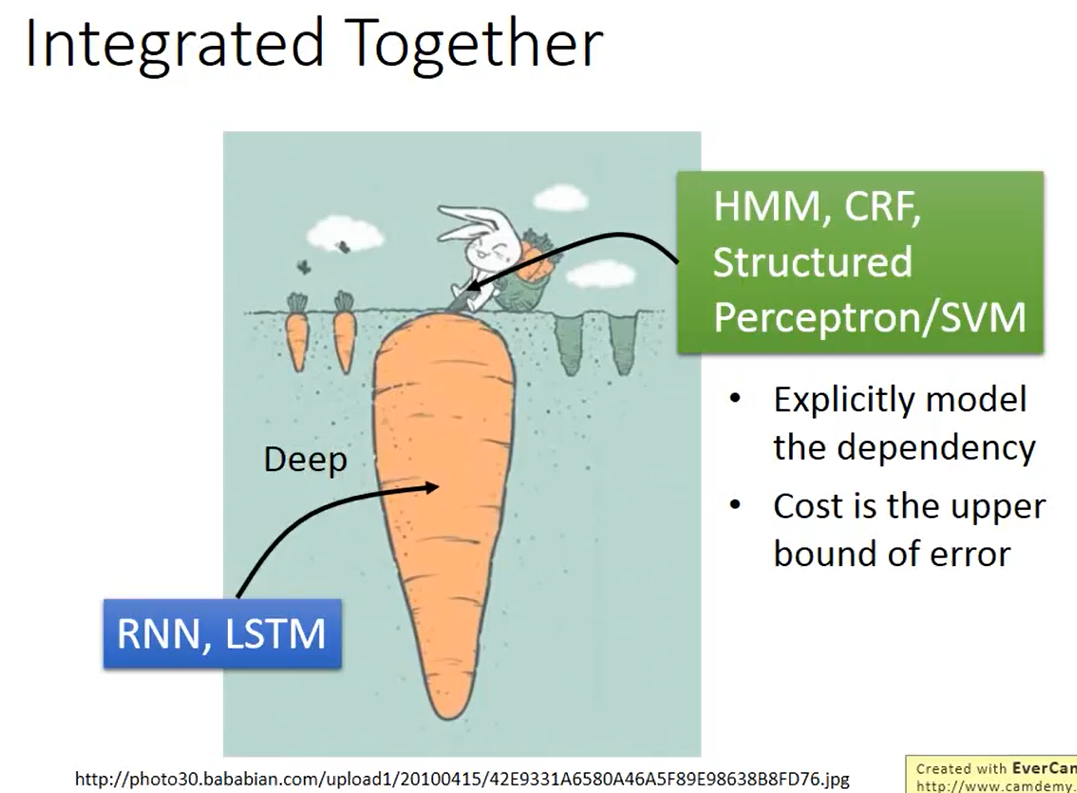 Integrated Together
HMM, CRF,
Structured
Perceptron/SVM
• Explicitly model
the dependency
• Cost is the upper
bound of error
Deep
RNN, LSTM
http://photo30.bababian.com/upload1/20100415/42E9331A6580A46A5F89E98638B8FD76.jpg
Created with EverCam
http://www.camdemy.